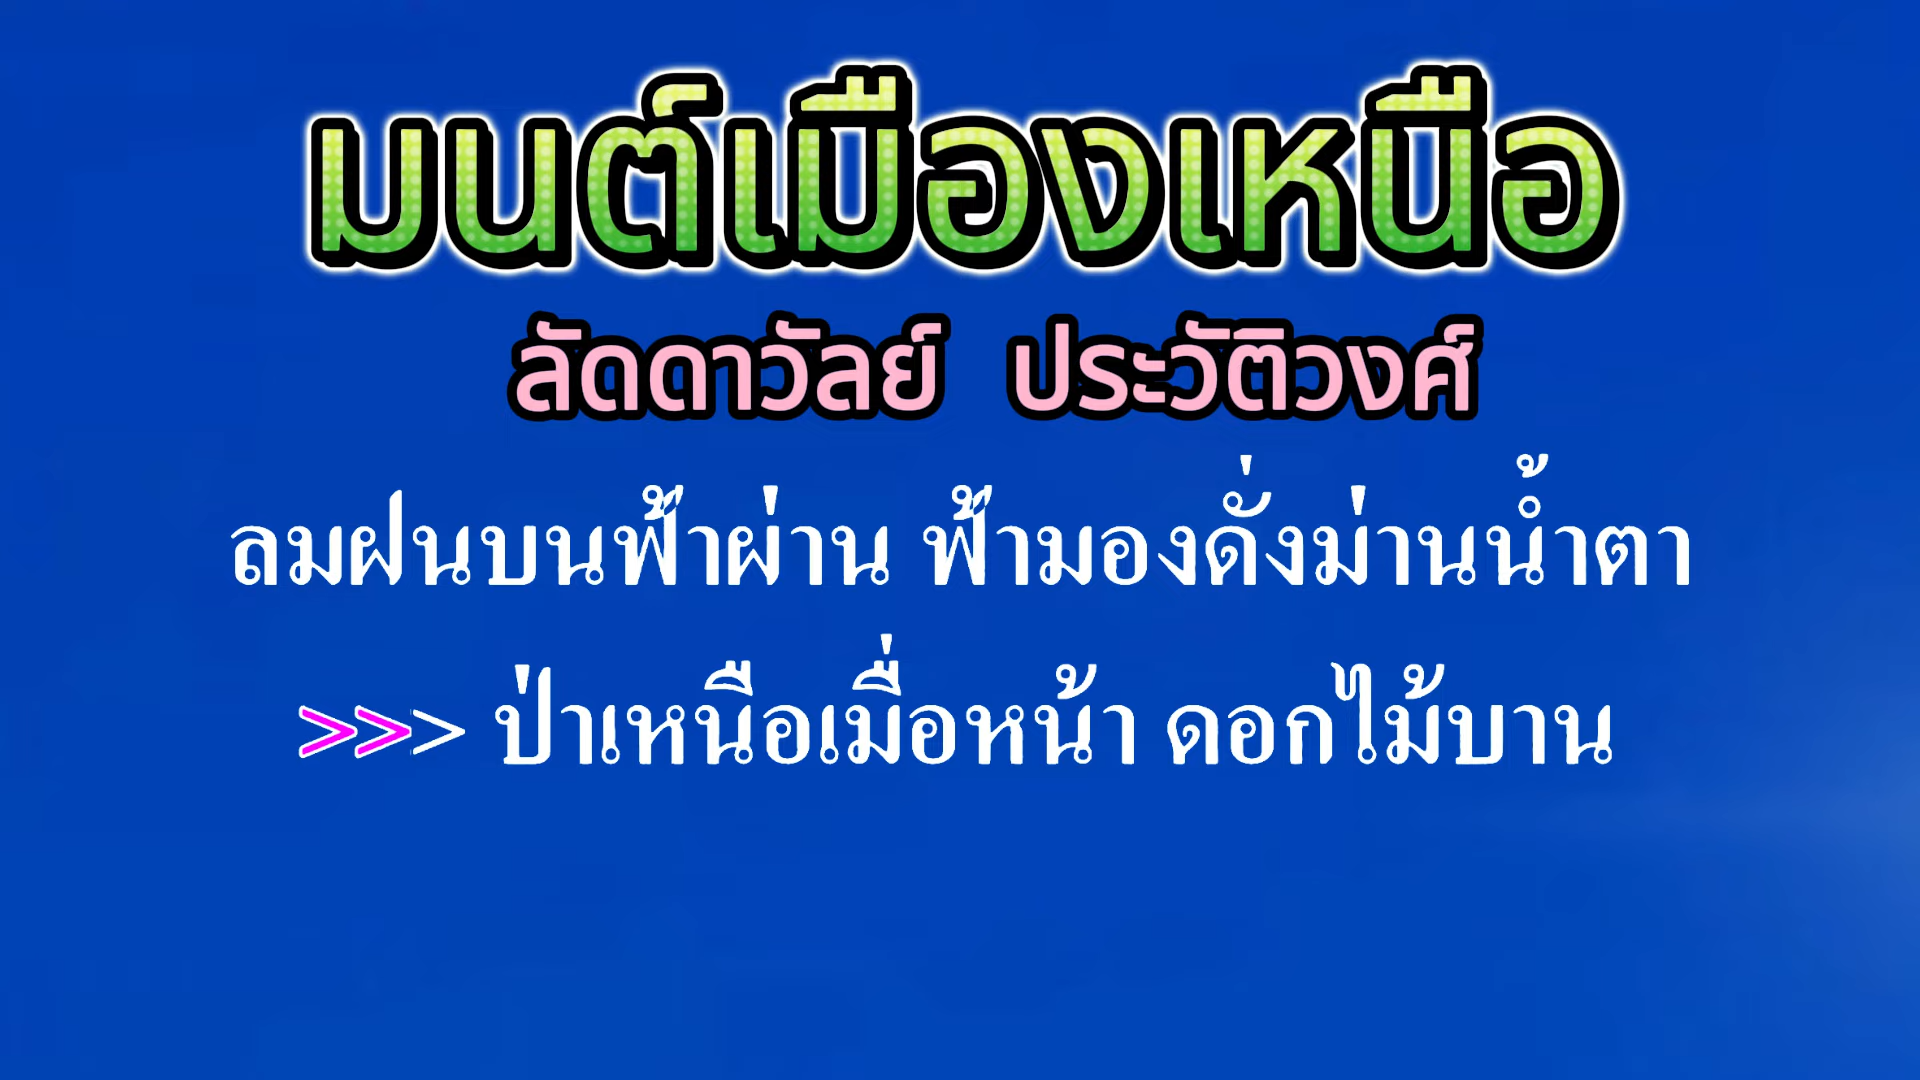 มนต์เมืองเหนือ
ลัดดาวัลย์ ประวัติวงศ์
ลมฝนบนฟ้าผ่าน ฟ้ามองดั่งม่านน้ำตา
>>> ป่าเหนือเมื่อหน้า ดอกไม้บาน